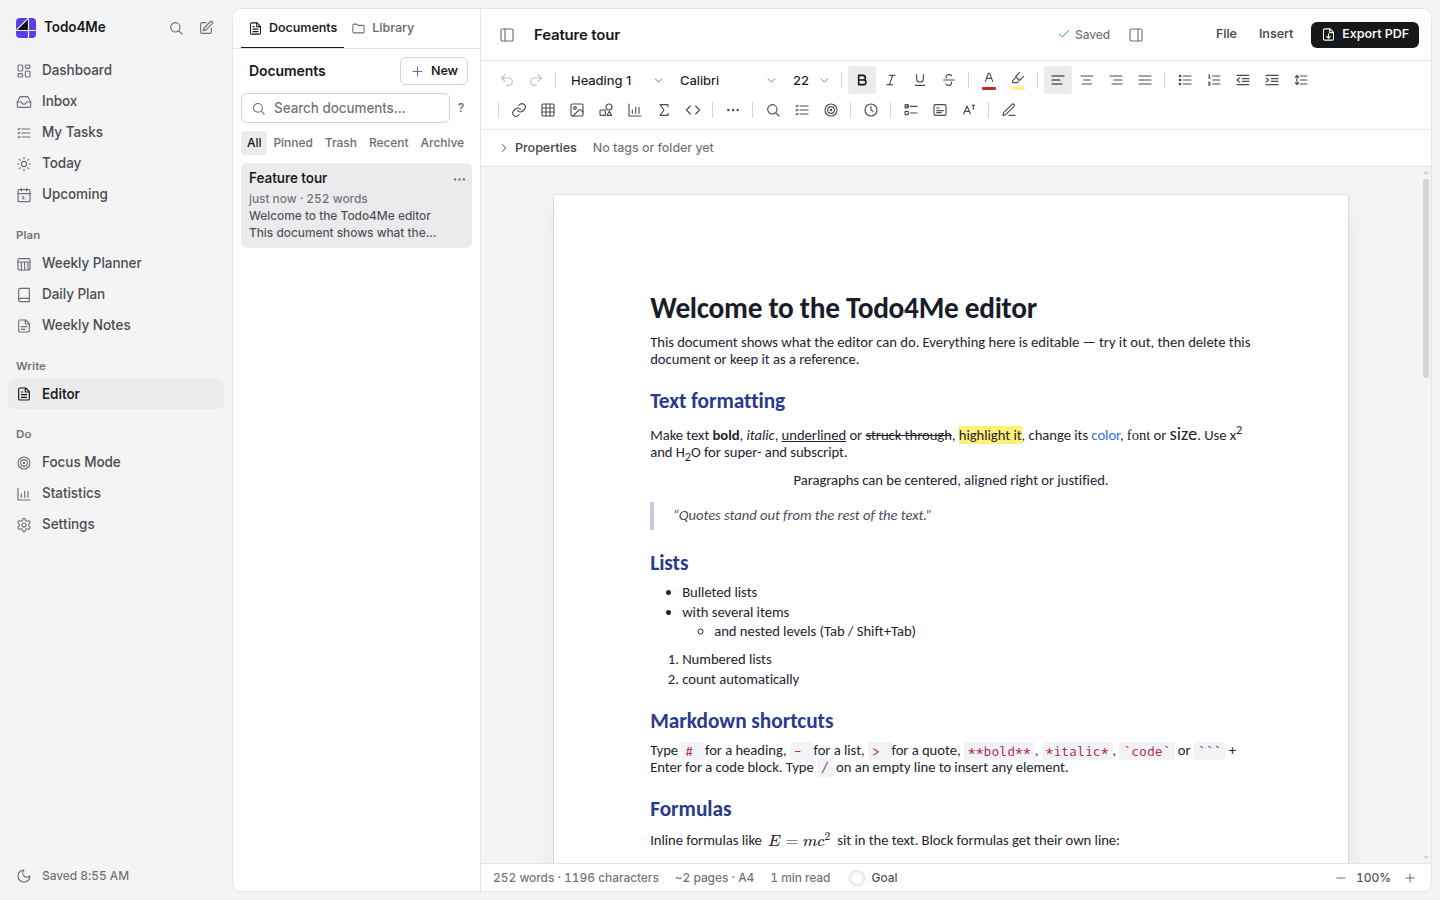 Todo4Me
Dashboard
Inbox
My Tasks
Today
Upcoming
Plan
Weekly Planner
Daily Plan
Weekly Notes
Write
Editor
Do
Focus Mode
Statistics
Settings
Saved 8:55 AM
Documents
Library
Documents
New
Search documents...
?
All Pinned Trash Recent Archive
Feature tour
just now · 252 words
Welcome to the Todo4Me editor
This document shows what the...
Feature tour
Saved
File
Insert
Export PDF
Heading 1
Calibri
22
Properties
No tags or folder yet
Welcome to the Todo4Me editor
This document shows what the editor can do. Everything here is editable — try it out, then delete this
document or keep it as a reference.
Text formatting
Make text bold, italic, underlined or struck through, highlight it, change its color, font or size. Use x²
and H₂O for super- and subscript.
Paragraphs can be centered, aligned right or justified.
“Quotes stand out from the rest of the text.”
Lists
• Bulleted lists
• with several items
◦ and nested levels (Tab / Shift+Tab)
1. Numbered lists
2. count automatically
Markdown shortcuts
Type # for a heading, - for a list, > for a quote, **bold**, *italic*, `code` or ``` +
Enter for a code block. Type / on an empty line to insert any element.
Formulas
Inline formulas like E = mc² sit in the text. Block formulas get their own line:
252 words · 1196 characters
~2 pages · A4
1 min read
Goal
100%